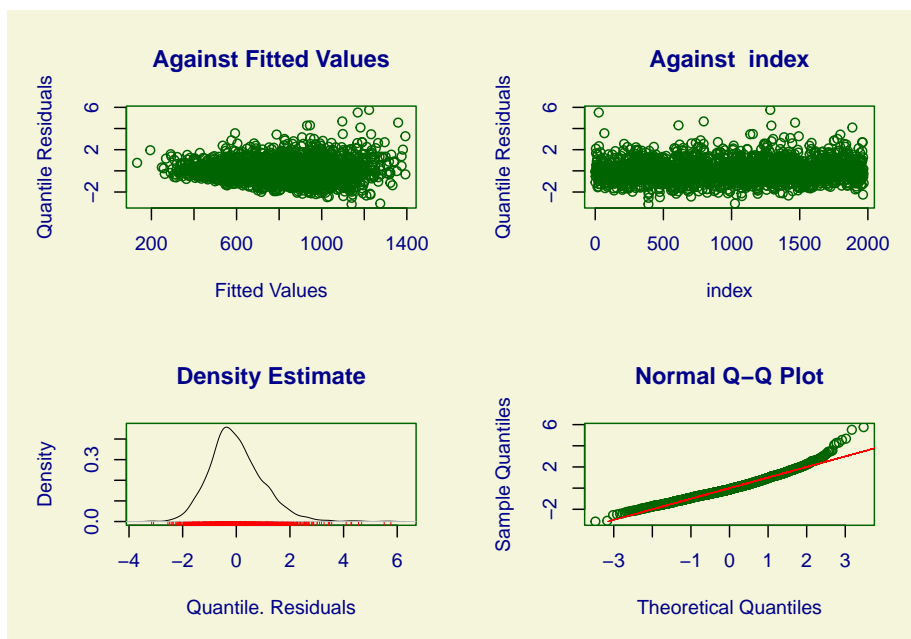 Against Fitted Values
Quantile Residuals
−2 2 6
200 600 1000 1400
Fitted Values
Against index
Quantile Residuals
−2 2 6
0 500 1000 1500 2000
index
Density Estimate
Density
0.0 0.3
−4 −2 0 2 4 6
Quantile. Residuals
Normal Q−Q Plot
Sample Quantiles
−2 2 6
−3 −1 0 1 2 3
Theoretical Quantiles